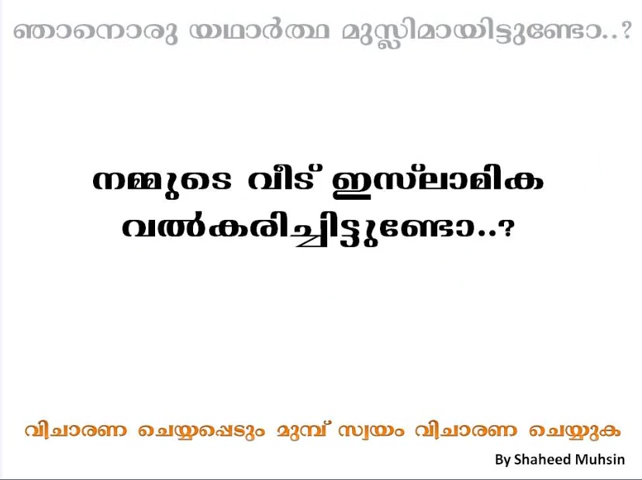 ഞാനൊരു യഥാർത്ഥ മുസ്ലിമായിട്ടുണ്ടോ..?
നമ്മുടെ വീട് ഇസ്‌ലാമിക
വൽകരിച്ചിട്ടുണ്ടോ..?
വിചാരണ ചെയ്യപ്പെടും മുമ്പ് സ്വയം വിചാരണ ചെയ്യുക
By Shaheed Muhsin